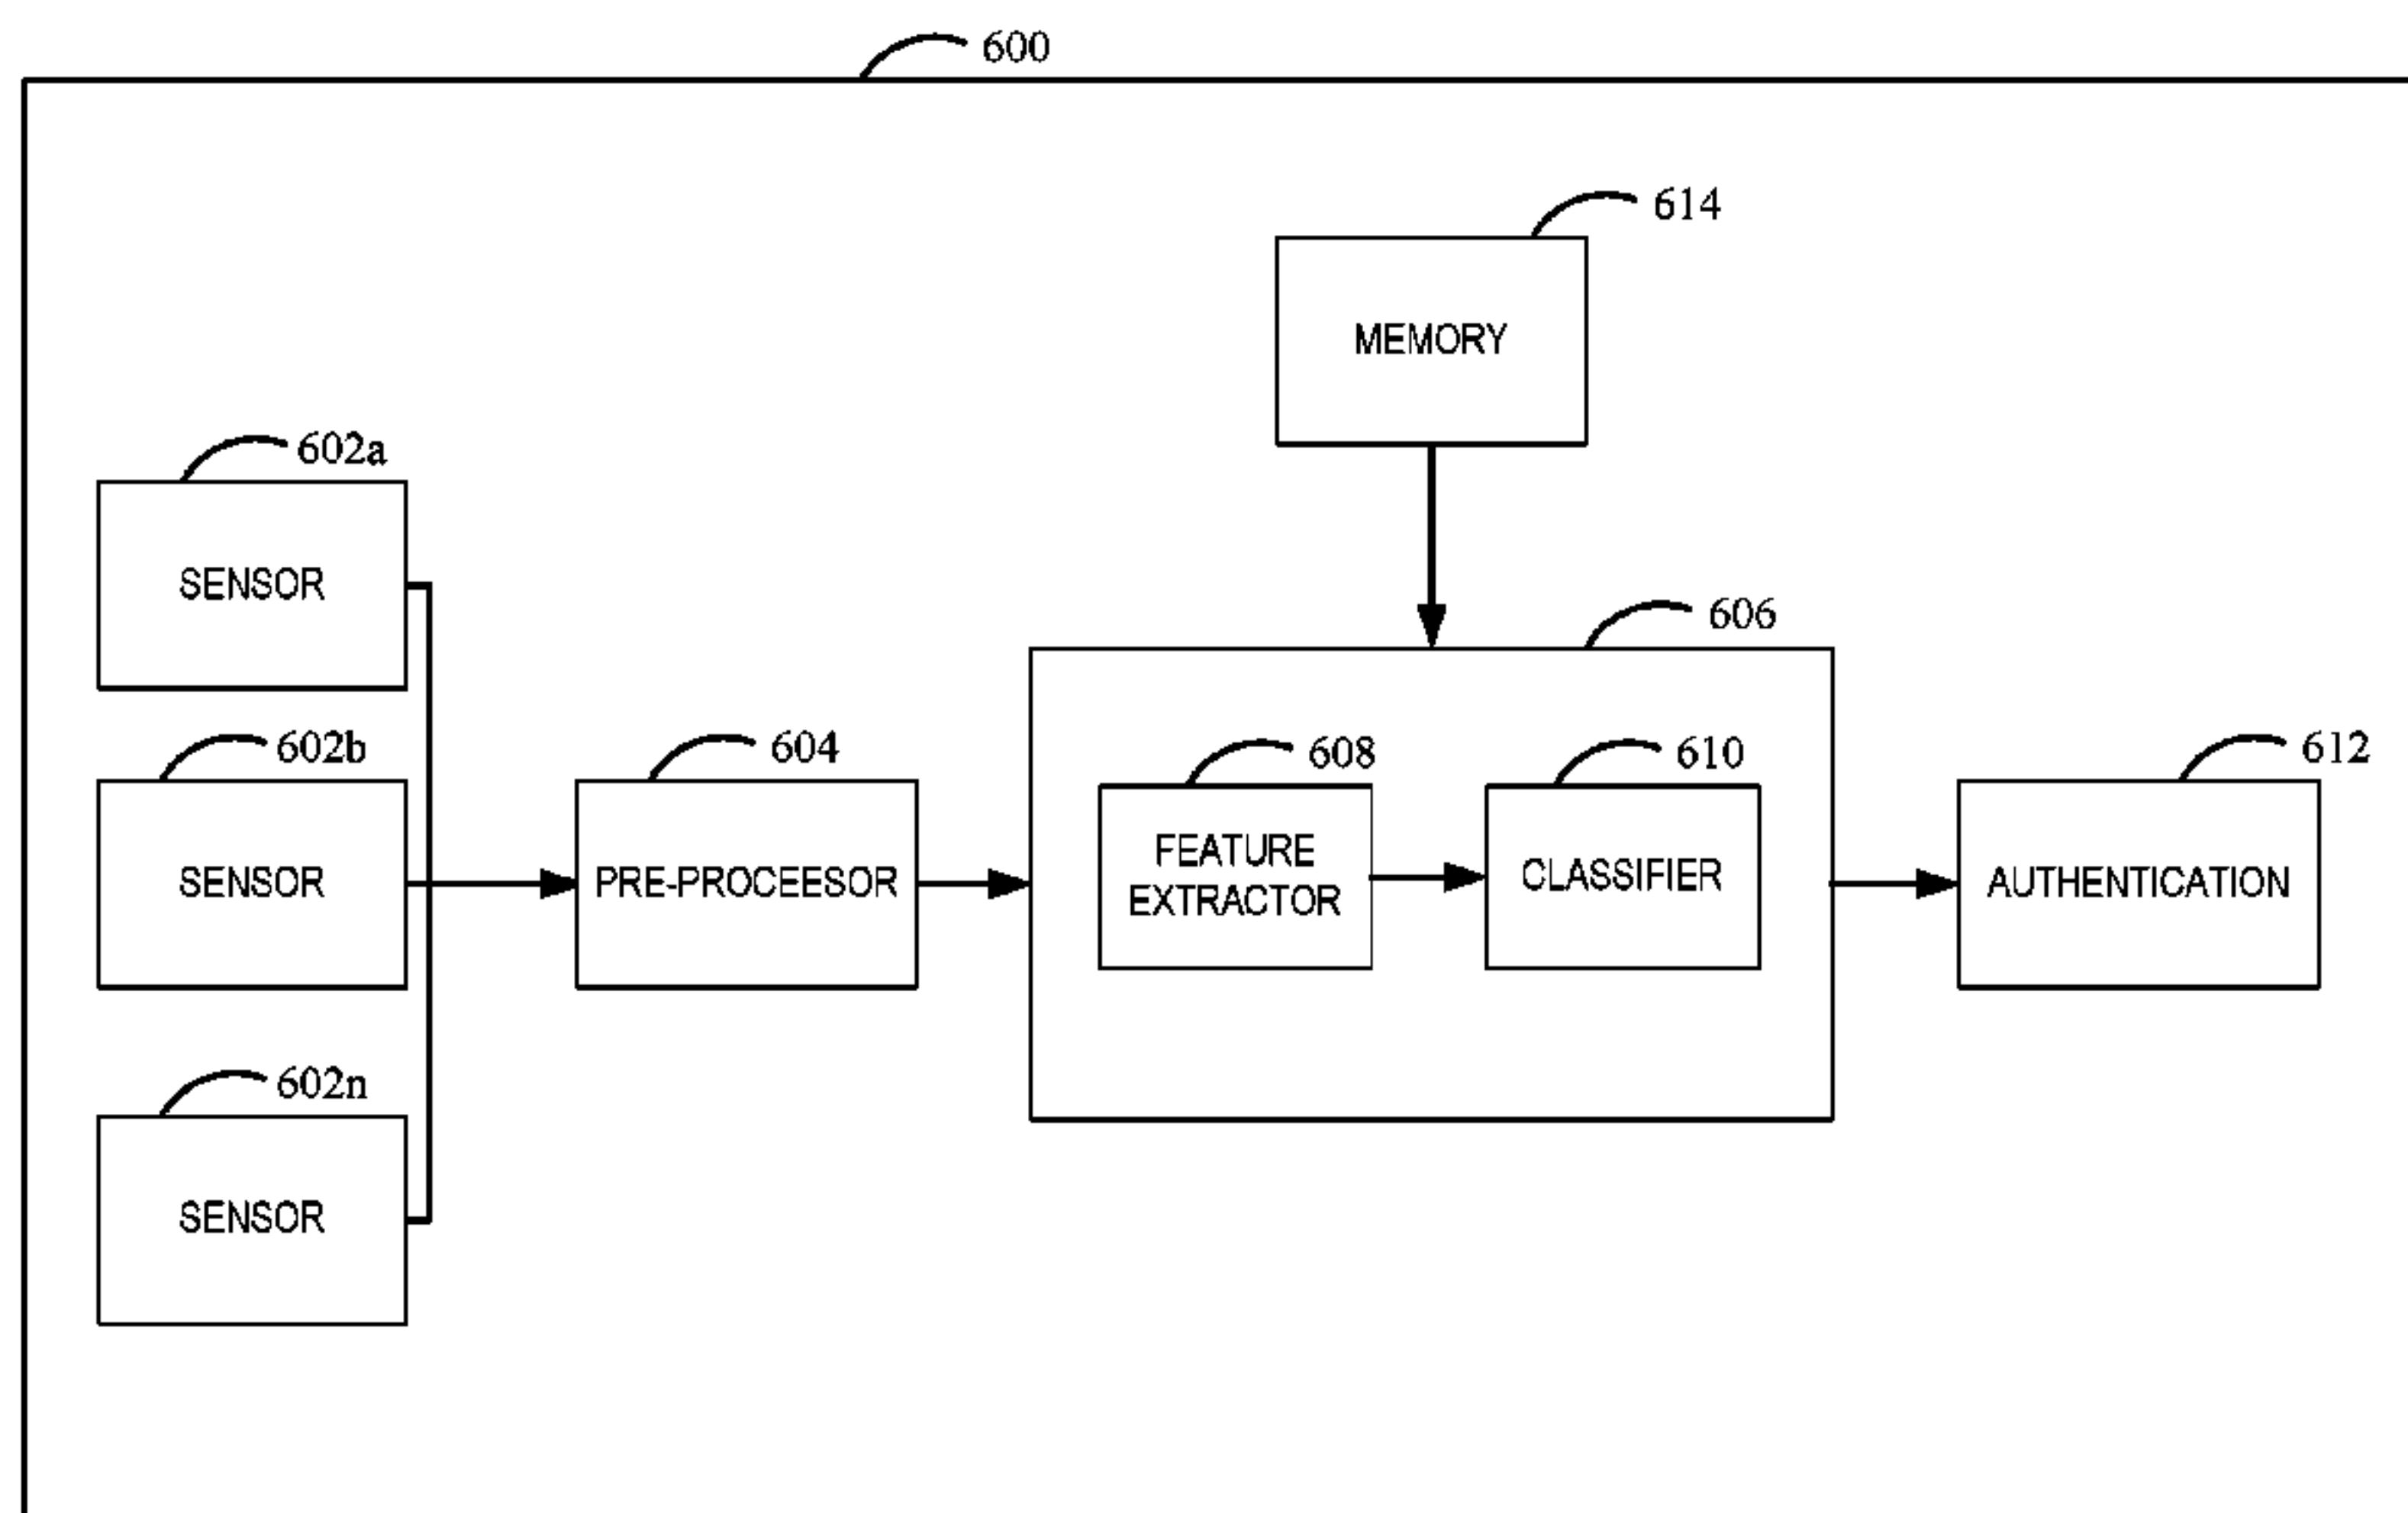 600
614
MEMORY
602a
SENSOR
606
602b
SENSOR
604
PRE-PROCEESOR
608
FEATURE
EXTRACTOR
610
CLASSIFIER
612
AUTHENTICATION
602n
SENSOR